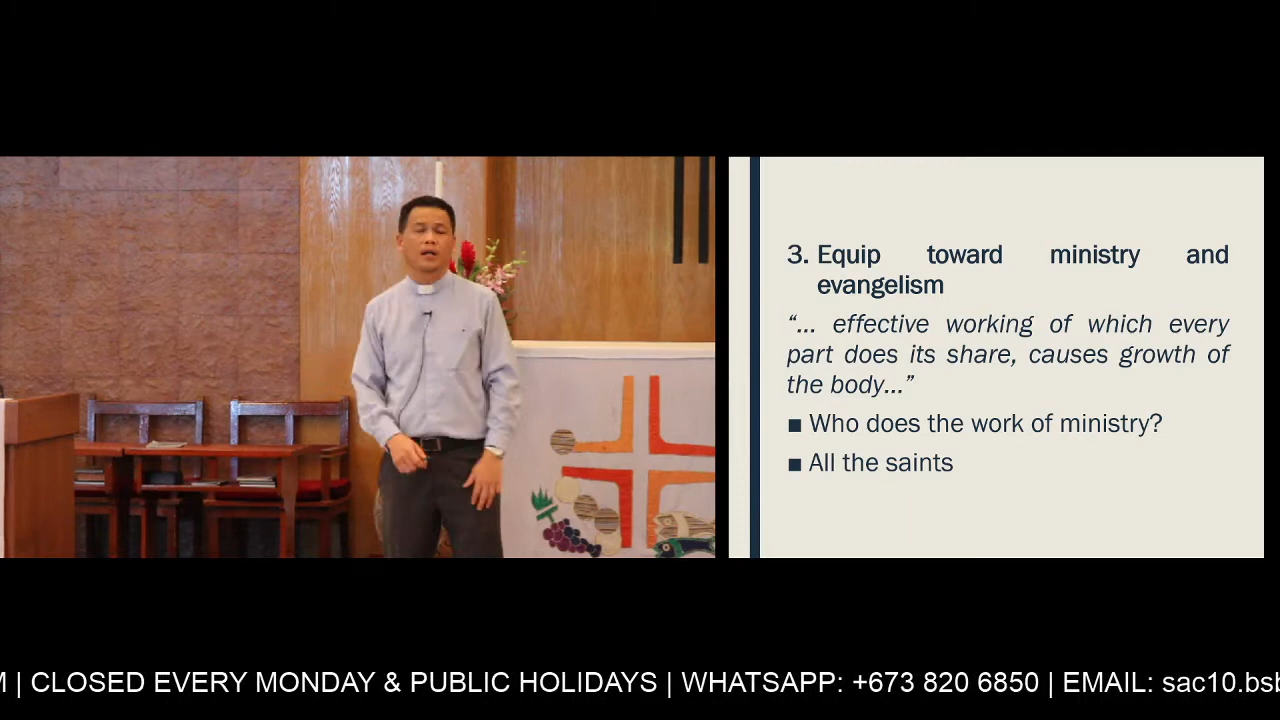 3. Equip toward ministry and
evangelism
“... effective working of which every
part does its share, causes growth of
the body...”
■ Who does the work of ministry?
■ All the saints
M | CLOSED EVERY MONDAY & PUBLIC HOLIDAYS | WHATSAPP: +673 820 6850 | EMAIL: sac10.bsb